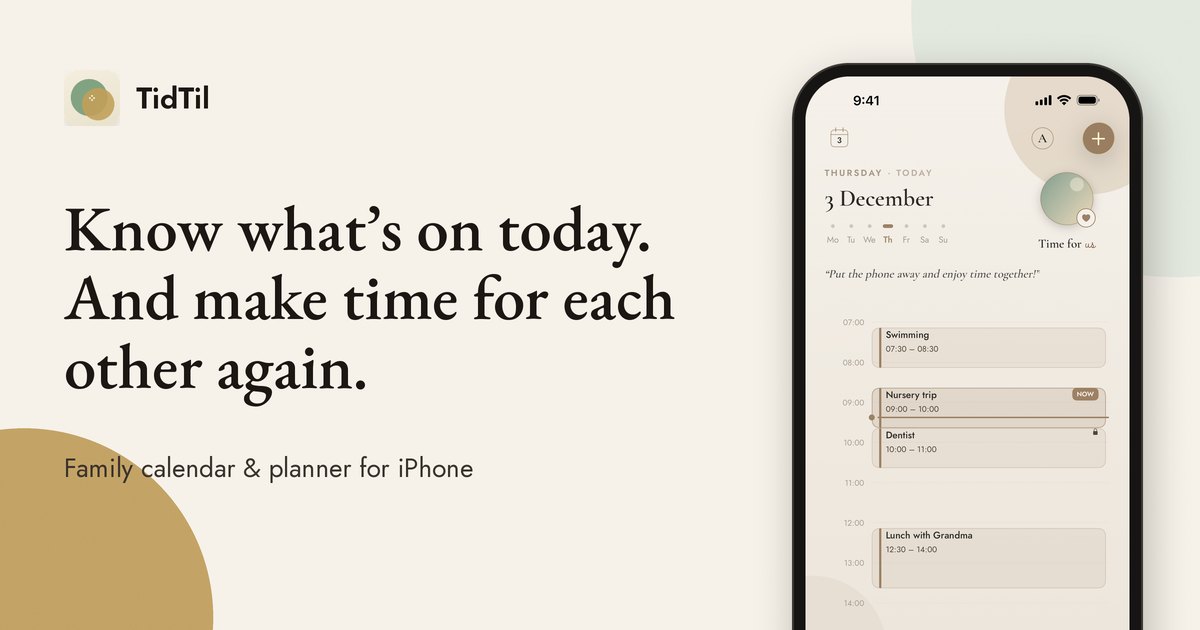 TidTil
Know what’s on today.
And make time for each
other again.
Family calendar & planner for iPhone
9:41
3
A
THURSDAY · TODAY
3 December
Mo Tu We Th Fr Sa Su
Time for us
“Put the phone away and enjoy time together!”
07:00
Swimming
07:30 – 08:30
08:00
Nursery trip
NOW
09:00
09:00 – 10:00
Dentist
10:00
10:00 – 11:00
11:00
12:00
Lunch with Grandma
12:30 – 14:00
13:00
14:00